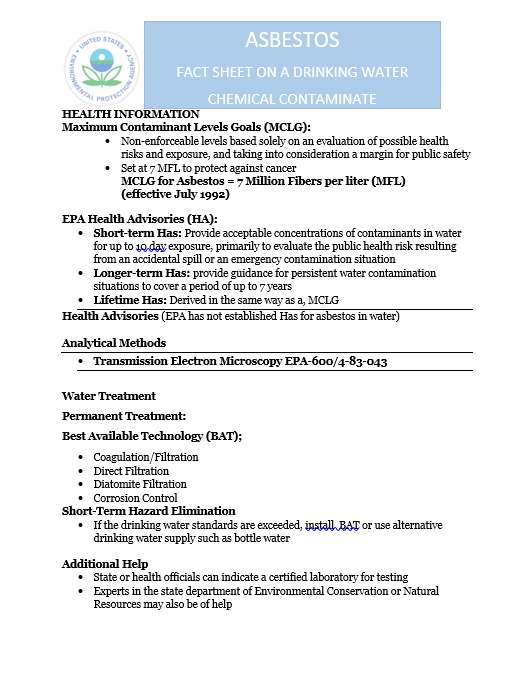 UNITED STATES
ENVIRONMENTAL PROTECTION AGENCY
ASBESTOS
FACT SHEET ON A DRINKING WATER
CHEMICAL CONTAMINATE
HEALTH INFORMATION
Maximum Contaminant Levels Goals (MCLG):
• Non-enforceable levels based solely on an evaluation of possible health
risks and exposure, and taking into consideration a margin for public safety
• Set at 7 MFL to protect against cancer
MCLG for Asbestos = 7 Million Fibers per liter (MFL)
(effective July 1992)
EPA Health Advisories (HA):
• Short-term Has: Provide acceptable concentrations of contaminants in water
for up to 10 day exposure, primarily to evaluate the public health risk resulting
from an accidental spill or an emergency contamination situation
• Longer-term Has: provide guidance for persistent water contamination
situations to cover a period of up to 7 years
• Lifetime Has: Derived in the same way as a, MCLG
Health Advisories (EPA has not established Has for asbestos in water)
Analytical Methods
• Transmission Electron Microscopy EPA-600/4-83-043
Water Treatment
Permanent Treatment:
Best Available Technology (BAT);
• Coagulation/Filtration
• Direct Filtration
• Diatomite Filtration
• Corrosion Control
Short-Term Hazard Elimination
• If the drinking water standards are exceeded, install BAT or use alternative
drinking water supply such as bottle water
Additional Help
• State or health officials can indicate a certified laboratory for testing
• Experts in the state department of Environmental Conservation or Natural
Resources may also be of help